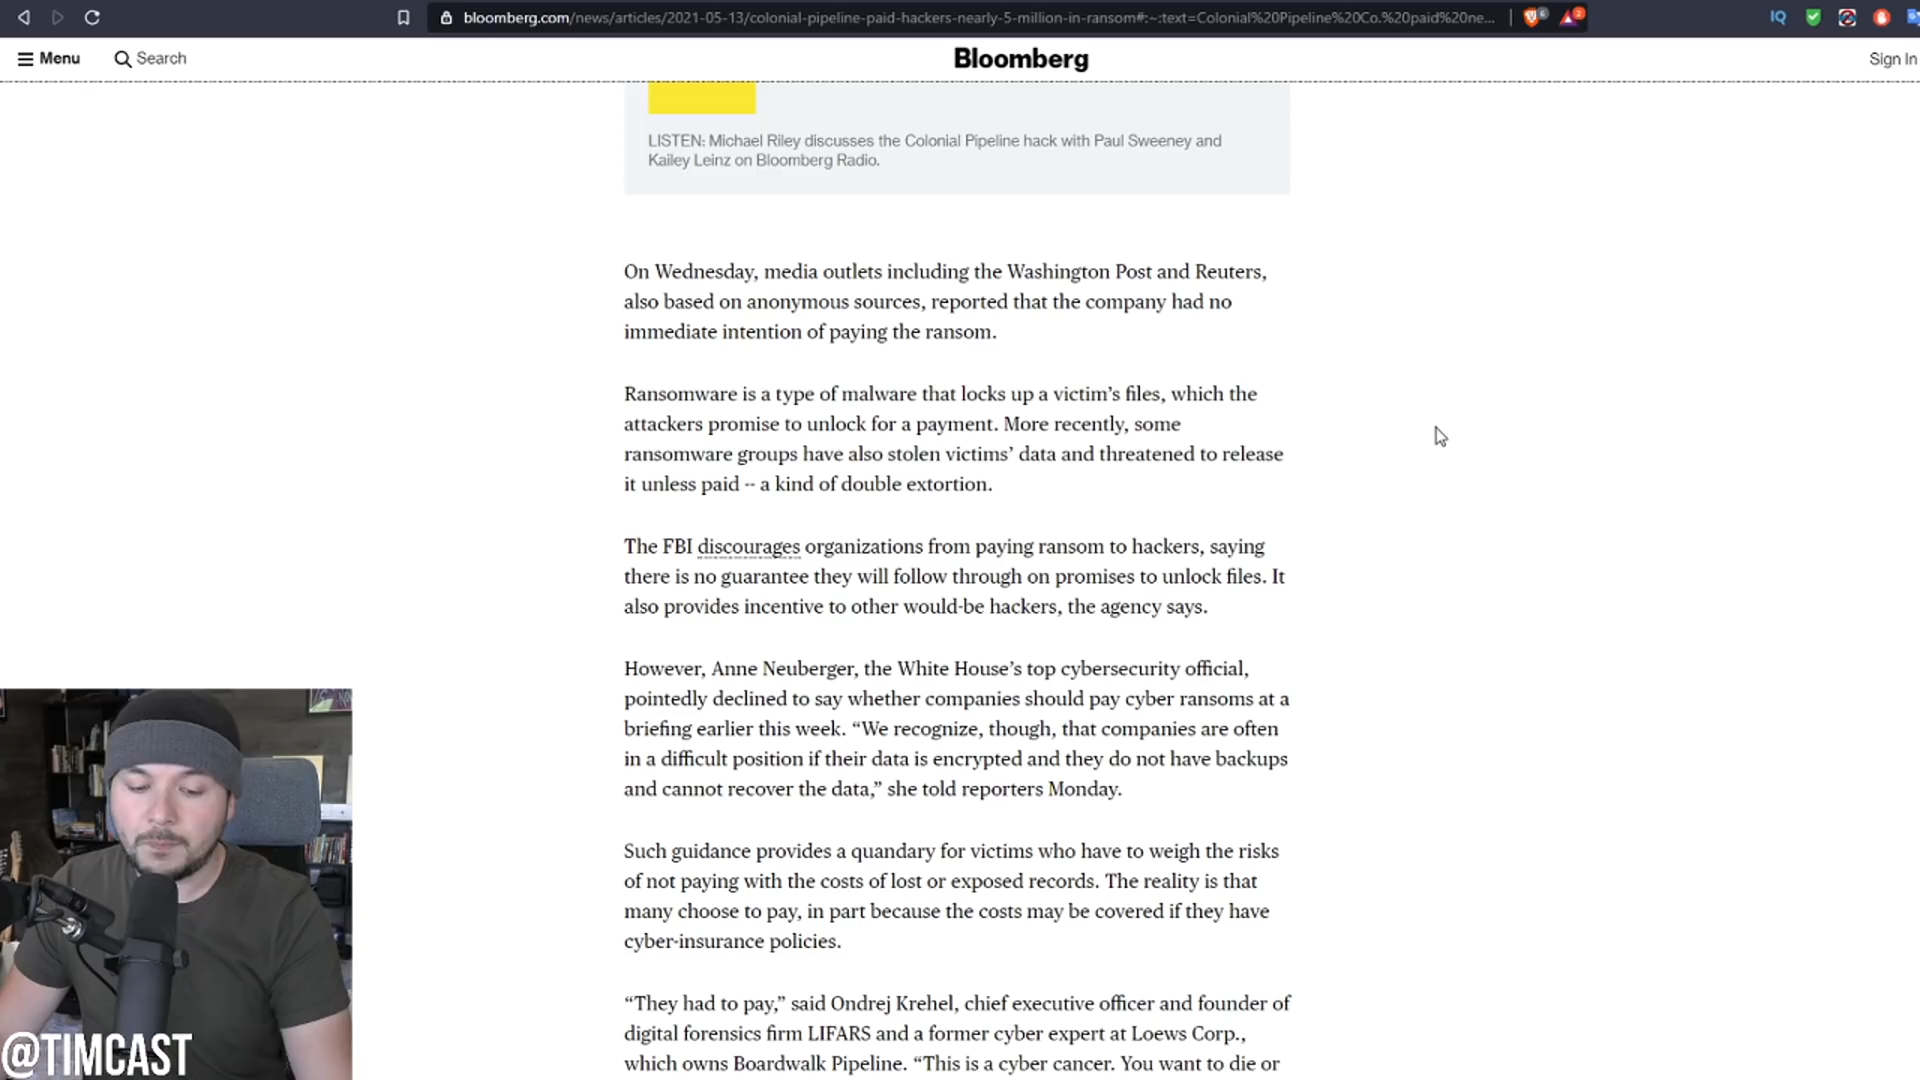 bloomberg.com/news/articles/2021-05-13/colonial-pipeline-paid-hackers-nearly-5-million-in-ransom#:~:text=Colonial%20Pipeline%20Co.%20paid%20ne...
6
2
IQ
Menu
Search
Bloomberg
Sign In
LISTEN: Michael Riley discusses the Colonial Pipeline hack with Paul Sweeney and
Kailey Leinz on Bloomberg Radio.
On Wednesday, media outlets including the Washington Post and Reuters,
also based on anonymous sources, reported that the company had no
immediate intention of paying the ransom.
Ransomware is a type of malware that locks up a victim’s files, which the
attackers promise to unlock for a payment. More recently, some
ransomware groups have also stolen victims’ data and threatened to release
it unless paid -- a kind of double extortion.
The FBI discourages organizations from paying ransom to hackers, saying
there is no guarantee they will follow through on promises to unlock files. It
also provides incentive to other would-be hackers, the agency says.
However, Anne Neuberger, the White House’s top cybersecurity official,
pointedly declined to say whether companies should pay cyber ransoms at a
briefing earlier this week. “We recognize, though, that companies are often
in a difficult position if their data is encrypted and they do not have backups
and cannot recover the data,” she told reporters Monday.
Such guidance provides a quandary for victims who have to weigh the risks
of not paying with the costs of lost or exposed records. The reality is that
many choose to pay, in part because the costs may be covered if they have
cyber-insurance policies.
“They had to pay,” said Ondrej Krehel, chief executive officer and founder of
digital forensics firm LIFARS and a former cyber expert at Loews Corp.,
which owns Boardwalk Pipeline. “This is a cyber cancer. You want to die or
@TIMCAST